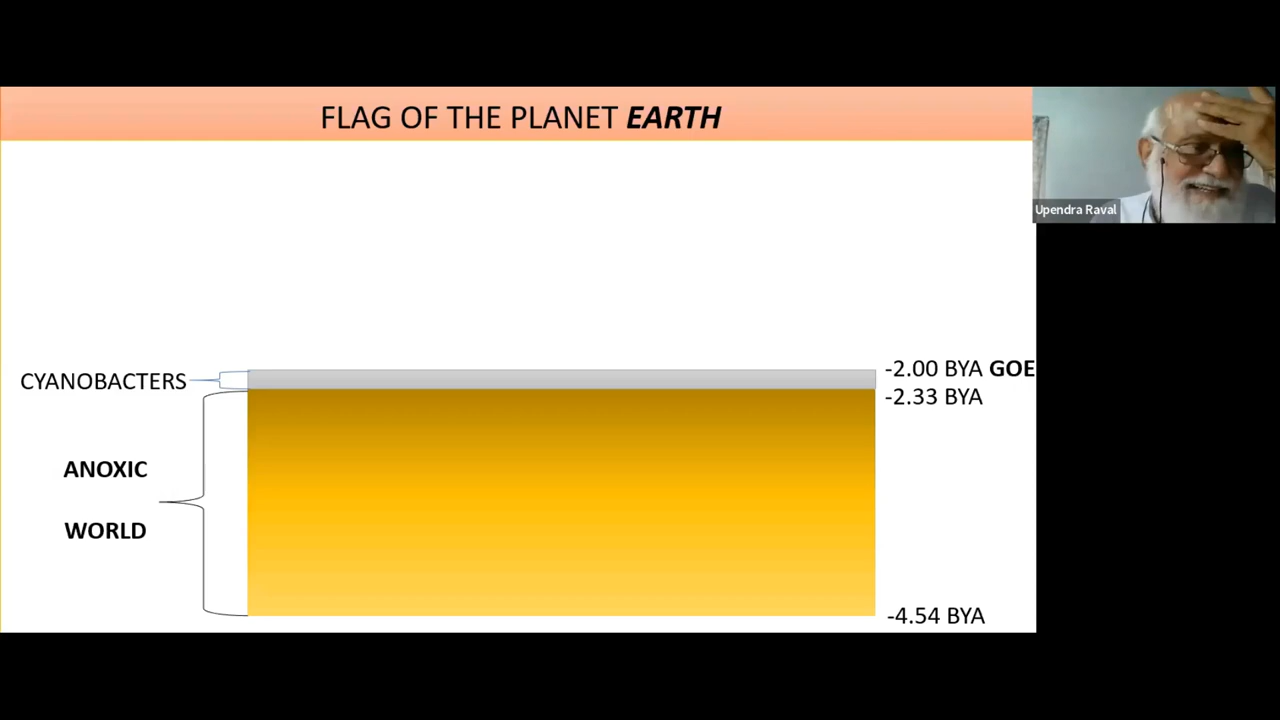 FLAG OF THE PLANET EARTH
Upendra Raval
CYANOBACTERS
-2.00 BYA GOE
-2.33 BYA
ANOXIC
WORLD
-4.54 BYA